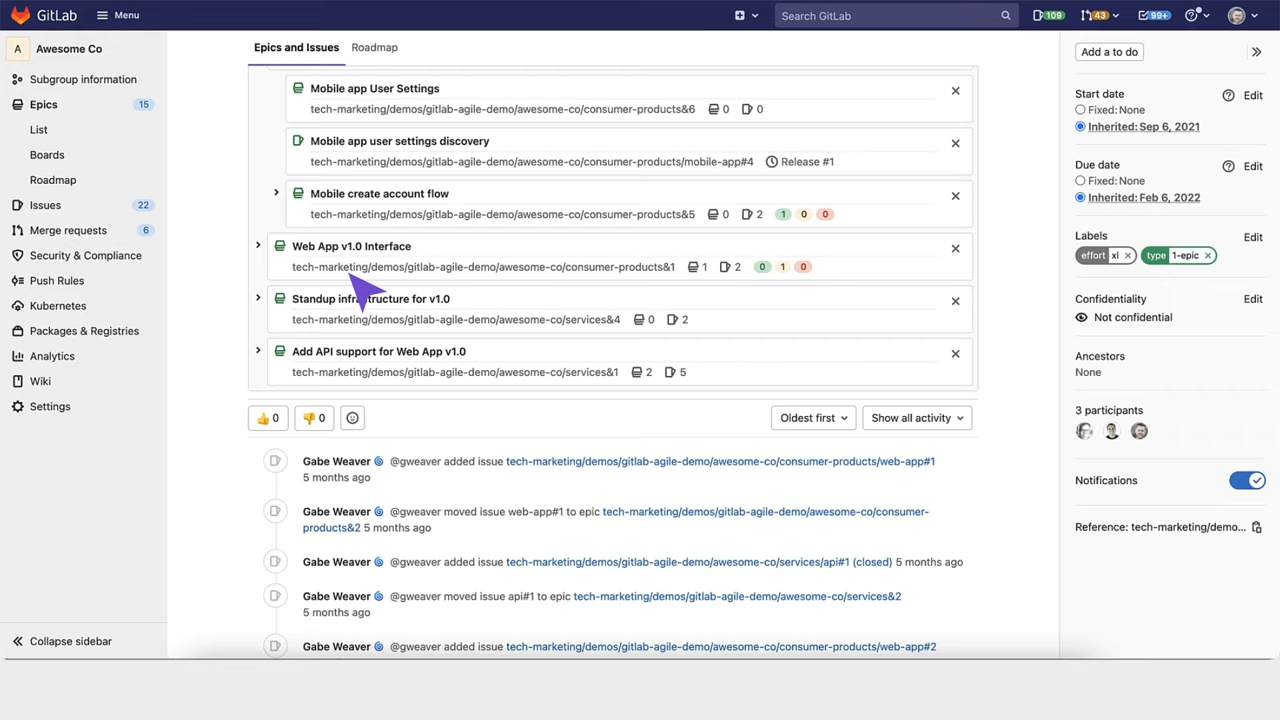 GitLab
Menu
Search GitLab
109
43
99+
A
Awesome Co
Subgroup information
Epics
15
List
Boards
Roadmap
Issues
22
Merge requests
6
Security & Compliance
Push Rules
Kubernetes
Packages & Registries
Analytics
Wiki
Settings
Collapse sidebar
Epics and Issues
Roadmap
Mobile app User Settings
tech-marketing/demos/gitlab-agile-demo/awesome-co/consumer-products&6 0 0
Mobile app user settings discovery
tech-marketing/demos/gitlab-agile-demo/awesome-co/consumer-products/mobile-app#4 Release #1
Mobile create account flow
tech-marketing/demos/gitlab-agile-demo/awesome-co/consumer-products&5 0 2 1 0 0
Web App v1.0 Interface
tech-marketing/demos/gitlab-agile-demo/awesome-co/consumer-products&1 1 2 0 1 0
Standup infrastructure for v1.0
tech-marketing/demos/gitlab-agile-demo/awesome-co/services&4 0 2
Add API support for Web App v1.0
tech-marketing/demos/gitlab-agile-demo/awesome-co/services&1 2 5
0
0
Oldest first
Show all activity
Gabe Weaver @gweaver added issue tech-marketing/demos/gitlab-agile-demo/awesome-co/consumer-products/web-app#1
5 months ago
Gabe Weaver @gweaver moved issue web-app#1 to epic tech-marketing/demos/gitlab-agile-demo/awesome-co/consumer-
products&2 5 months ago
Gabe Weaver @gweaver added issue tech-marketing/demos/gitlab-agile-demo/awesome-co/services/api#1 (closed) 5 months ago
Gabe Weaver @gweaver moved issue api#1 to epic tech-marketing/demos/gitlab-agile-demo/awesome-co/services&2
5 months ago
Gabe Weaver @gweaver added issue tech-marketing/demos/gitlab-agile-demo/awesome-co/consumer-products/web-app#2
Add a to do
Start date
Edit
Fixed: None
Inherited: Sep 6, 2021
Due date
Edit
Fixed: None
Inherited: Feb 6, 2022
Labels
Edit
effort xl
type 1-epic
Confidentiality
Edit
Not confidential
Ancestors
None
3 participants
Notifications
Reference: tech-marketing/demo...